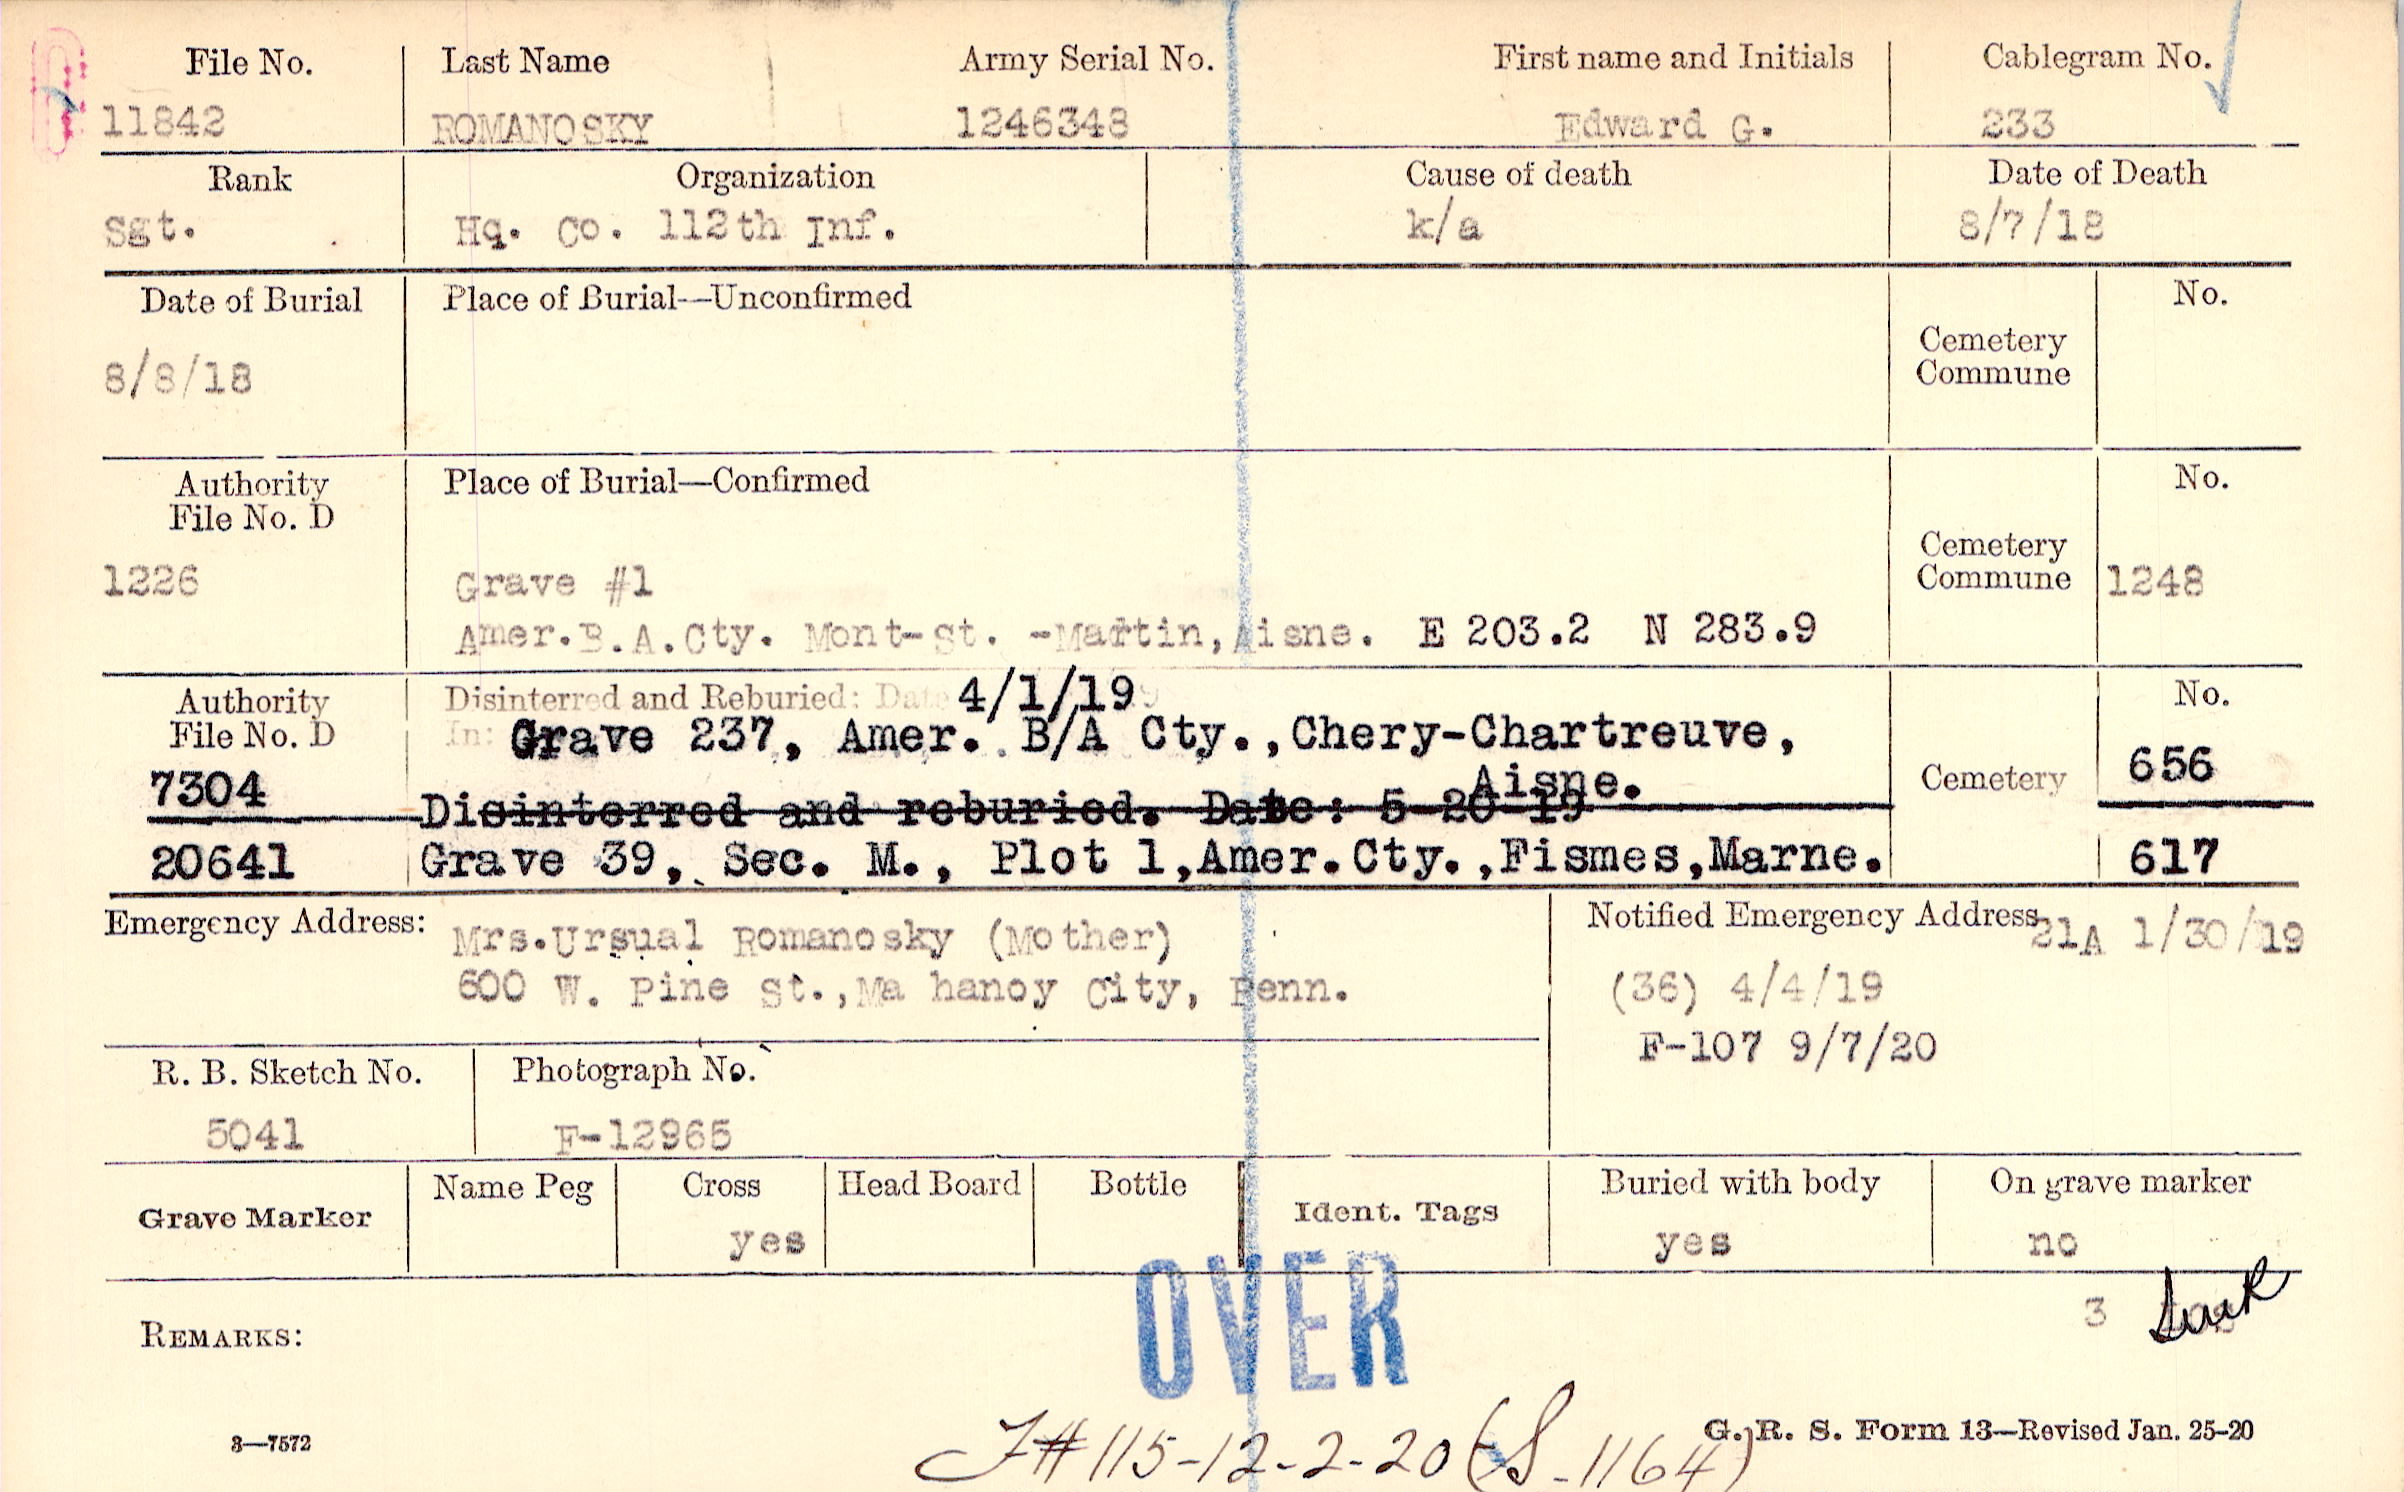 File No. Last Name Army Serial No. First name and Initials Cablegram No.
11842 ROMANOSKY 1246348 Edward G. 233
Rank Organization Cause of death Date of Death
Sgt. Hq. Co. 112th Inf. k/a 8/7/18
Date of Burial Place of Burial—Unconfirmed No.
Cemetery
Commune
8/8/18
Authority Place of Burial—Confirmed No.
File No. D
Cemetery
1226 Grave #1 Commune 1248
Amer.B.A.Cty. Mont-St. -Martin, Aisne. E 203.2 N 283.9
Authority Disinterred and Reburied: Date 4/1/19 No.
File No. D In: Grave 237, Amer. B/A Cty.,Chery-Chartreuve,
7304 Aisne. Cemetery 656
Disinterred and reburied. Date: 5-20-19
20641 Grave 39, Sec. M., Plot 1,Amer.Cty.,Fismes,Marne. 617
Emergency Address: Mrs.Ursual Romanosky (Mother) Notified Emergency Address 21A 1/30/19
600 W. Pine St.,Ma hanoy City, Penn. (36) 4/4/19
F-107 9/7/20
R. B. Sketch No. Photograph No.
5041 F-12965
Grave Marker Name Peg Cross Head Board Bottle Ident. Tags Buried with body On grave marker
yes yes no
3
REMARKS:
OVER
3—7572 F#115-12-2-20 (S-1164) G. R. S. Form 13—Revised Jan. 25-20